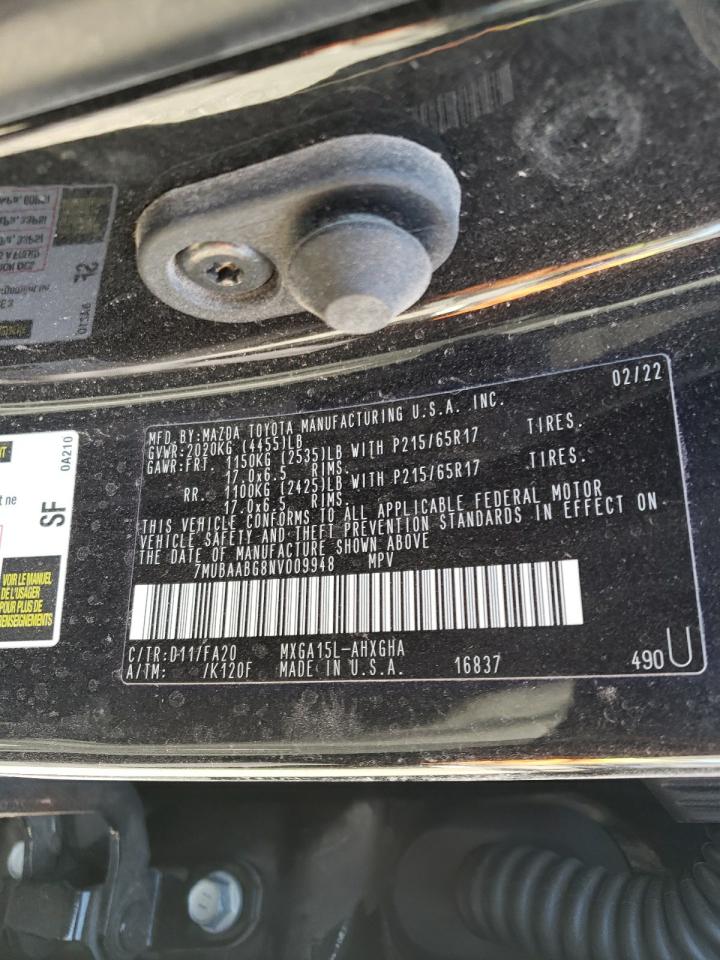 02/22
MFD.BY:MAZDA TOYOTA MANUFACTURING U.S.A. INC.
GVWR:2020KG (4455)LB
GAWR:FRT. 1150KG (2535)LB WITH P215/65R17 TIRES.
17.0x6.5 RIMS.
RR. 1100KG (2425)LB WITH P215/65R17 TIRES.
17.0x6.5 RIMS.
THIS VEHICLE CONFORMS TO ALL APPLICABLE FEDERAL MOTOR
VEHICLE SAFETY AND THEFT PREVENTION STANDARDS IN EFFECT ON
THE DATE OF MANUFACTURE SHOWN ABOVE
7MUBAABG8NV009948 MPV
C/TR:D11/FA20 MXGA15L-AHXGHA
A/TM: /K120F MADE IN U.S.A. 16837 490U
0A210
SF
VOIR LE MANUEL
DE L'USAGER
POUR PLUS DE
RENSEIGNEMENTS